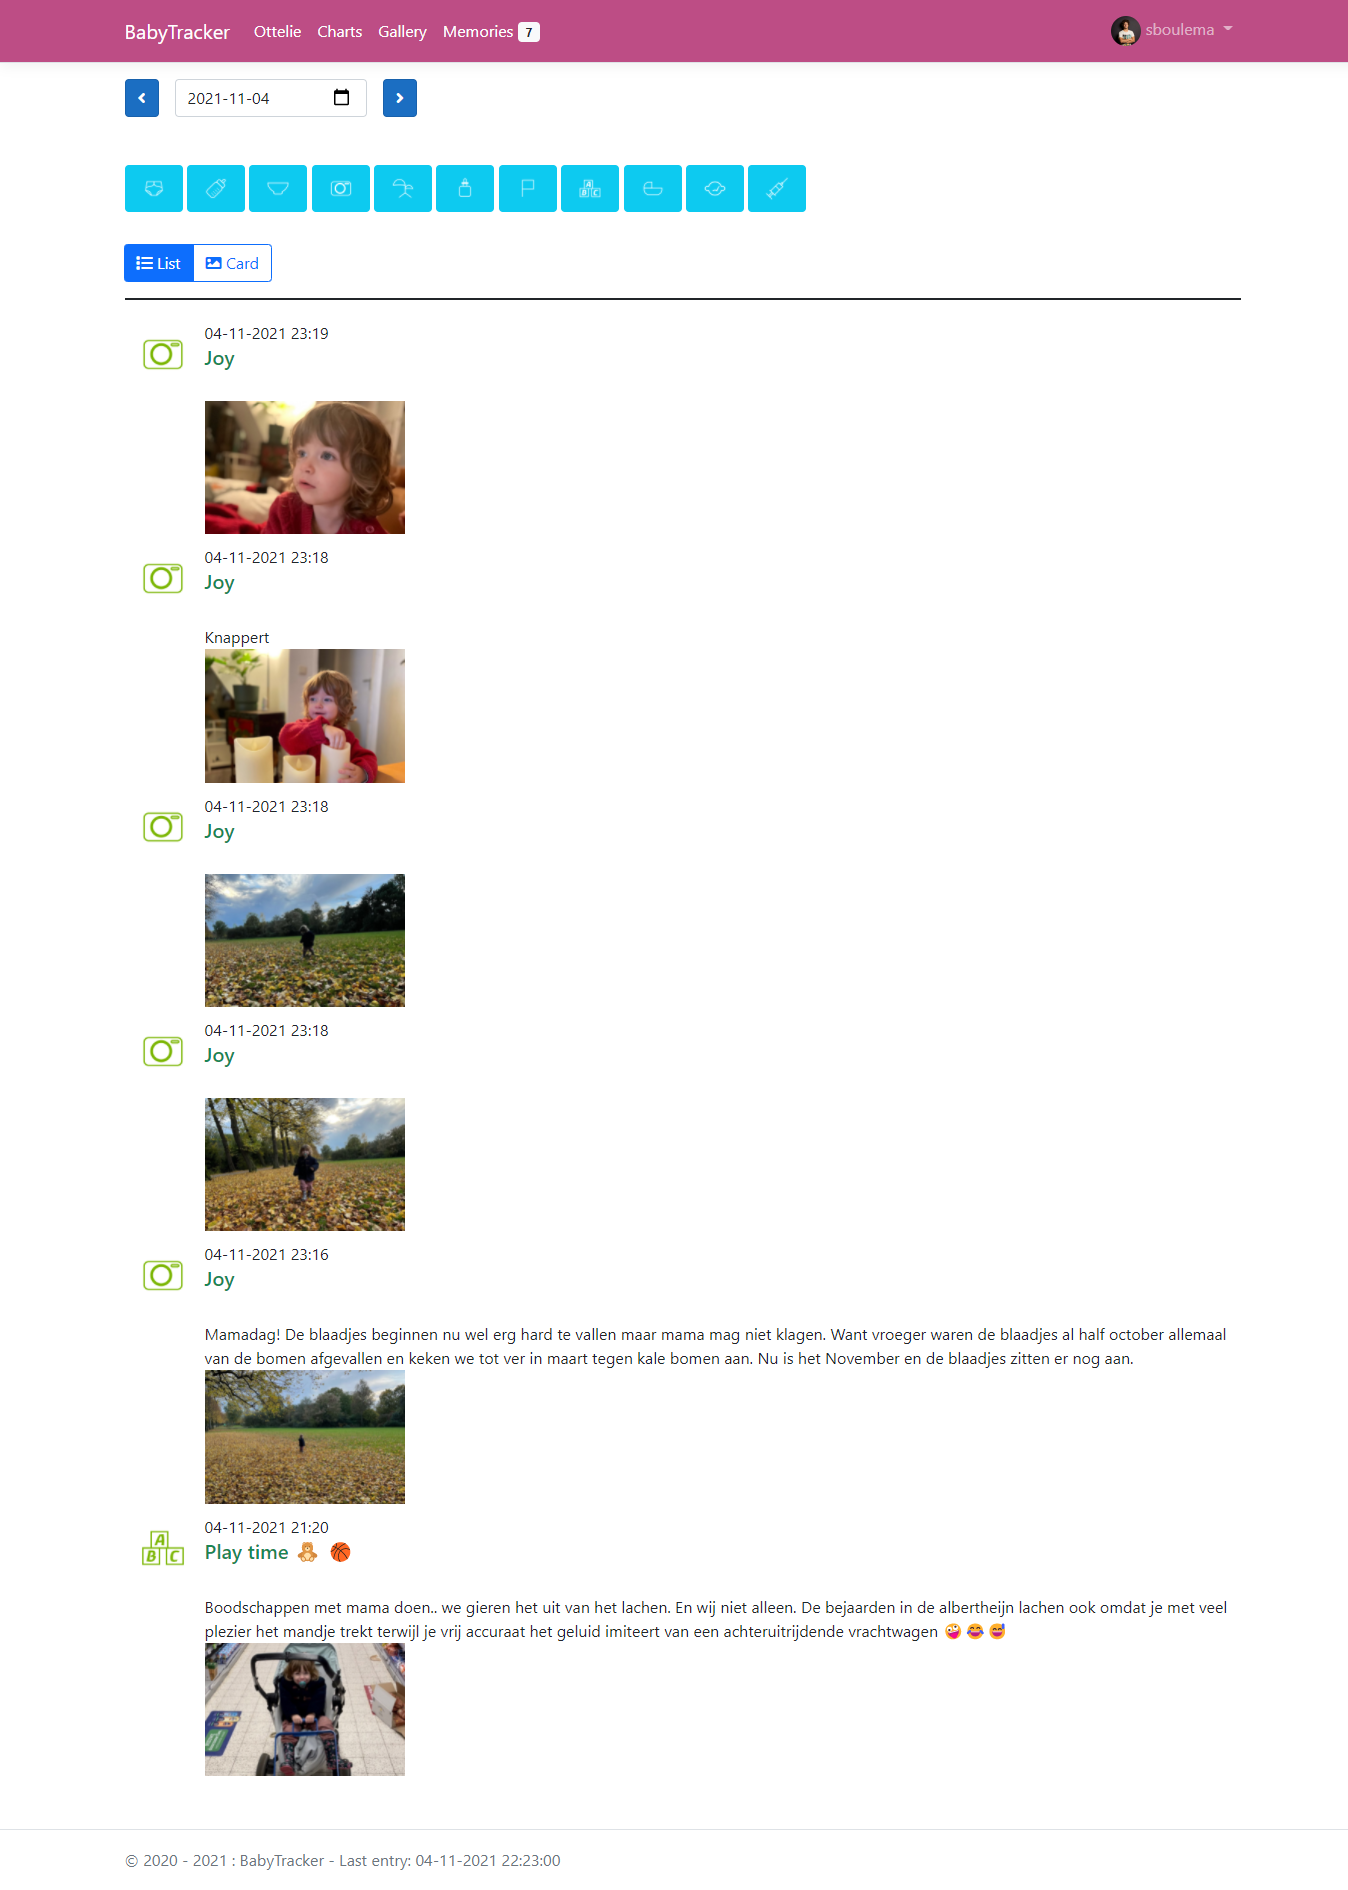 BabyTracker Ottelie Charts Gallery Memories 7 sboulema
2021-11-04
List Card
04-11-2021 23:19
Joy
04-11-2021 23:18
Joy
Knappert
04-11-2021 23:18
Joy
04-11-2021 23:18
Joy
04-11-2021 23:16
Joy
Mamadag! De blaadjes beginnen nu wel erg hard te vallen maar mama mag niet klagen. Want vroeger waren de blaadjes al half october allemaal
van de bomen afgevallen en keken we tot ver in maart tegen kale bomen aan. Nu is het November en de blaadjes zitten er nog aan.
A B C
04-11-2021 21:20
Play time 🧸 🏀
Boodschappen met mama doen.. we gieren het uit van het lachen. En wij niet alleen. De bejaarden in de albertheijn lachen ook omdat je met veel
plezier het mandje trekt terwijl je vrij accuraat het geluid imiteert van een achteruitrijdende vrachtwagen 🤪😂😅
© 2020 - 2021 : BabyTracker - Last entry: 04-11-2021 22:23:00